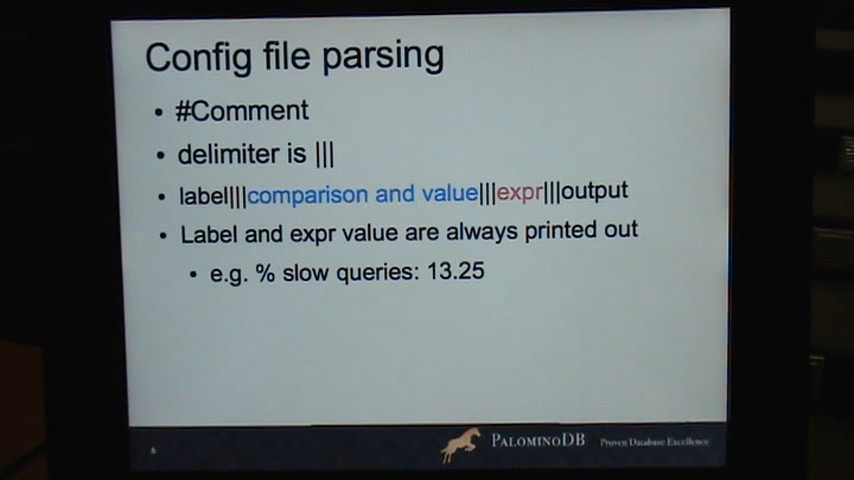 Config file parsing
• #Comment
• delimiter is |||
• label|||comparison and value|||expr|||output
• Label and expr value are always printed out
• e.g. % slow queries: 13.25
6
PALOMINODB Proven Database Excellence